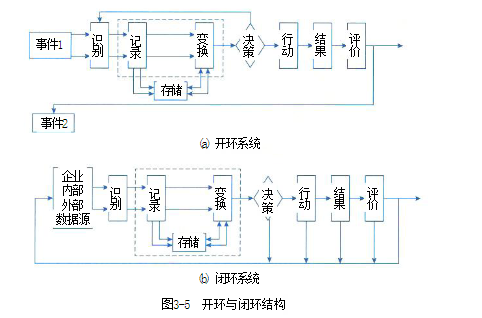 事件1
识别
记录
变换
存储
决策
行动
结果
评价
事件2
(a) 开环系统
企业
内部
外部
数据源
识别
记录
变换
存储
决策
行动
结果
评价
(b) 闭环系统
图3-5 开环与闭环结构